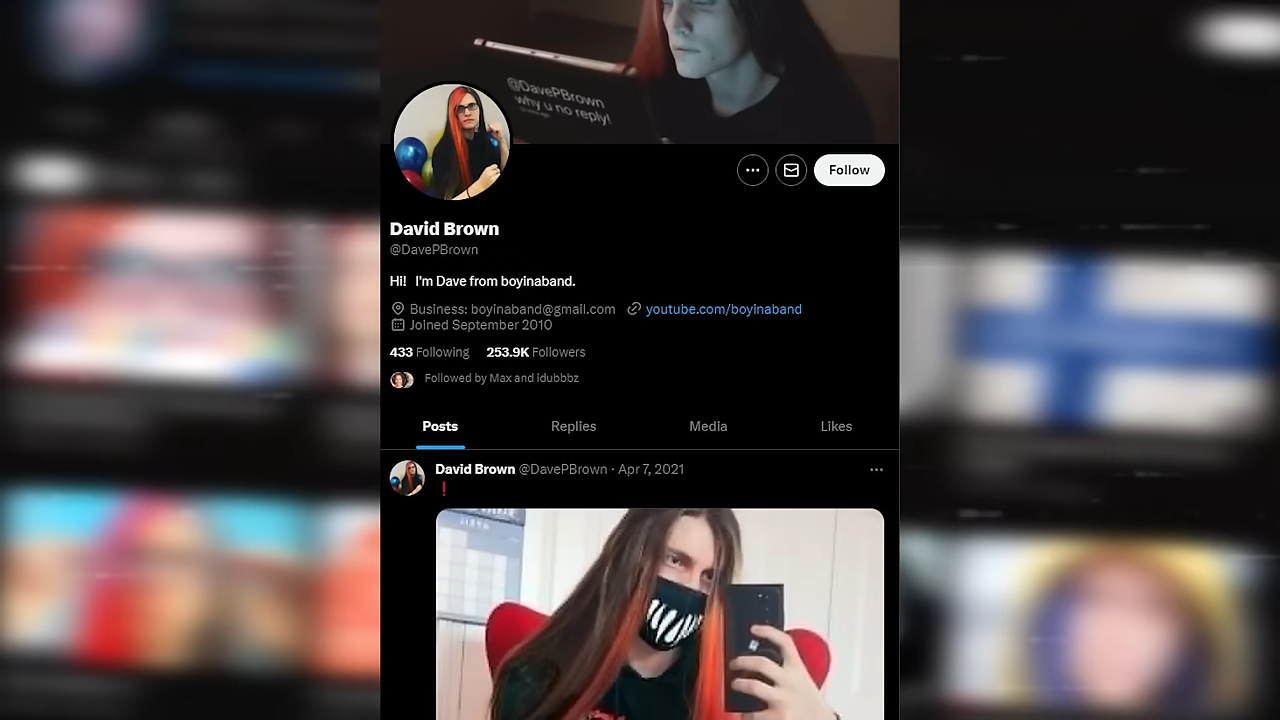 @DavePBrown
why u no reply!
Follow
David Brown
@DavePBrown
Hi! I'm Dave from boyinaband.
Business: boyinaband@gmail.com youtube.com/boyinaband
Joined September 2010
433 Following 253.9K Followers
Followed by Max and idubbbz
Posts Replies Media Likes
David Brown @DavePBrown · Apr 7, 2021
❗